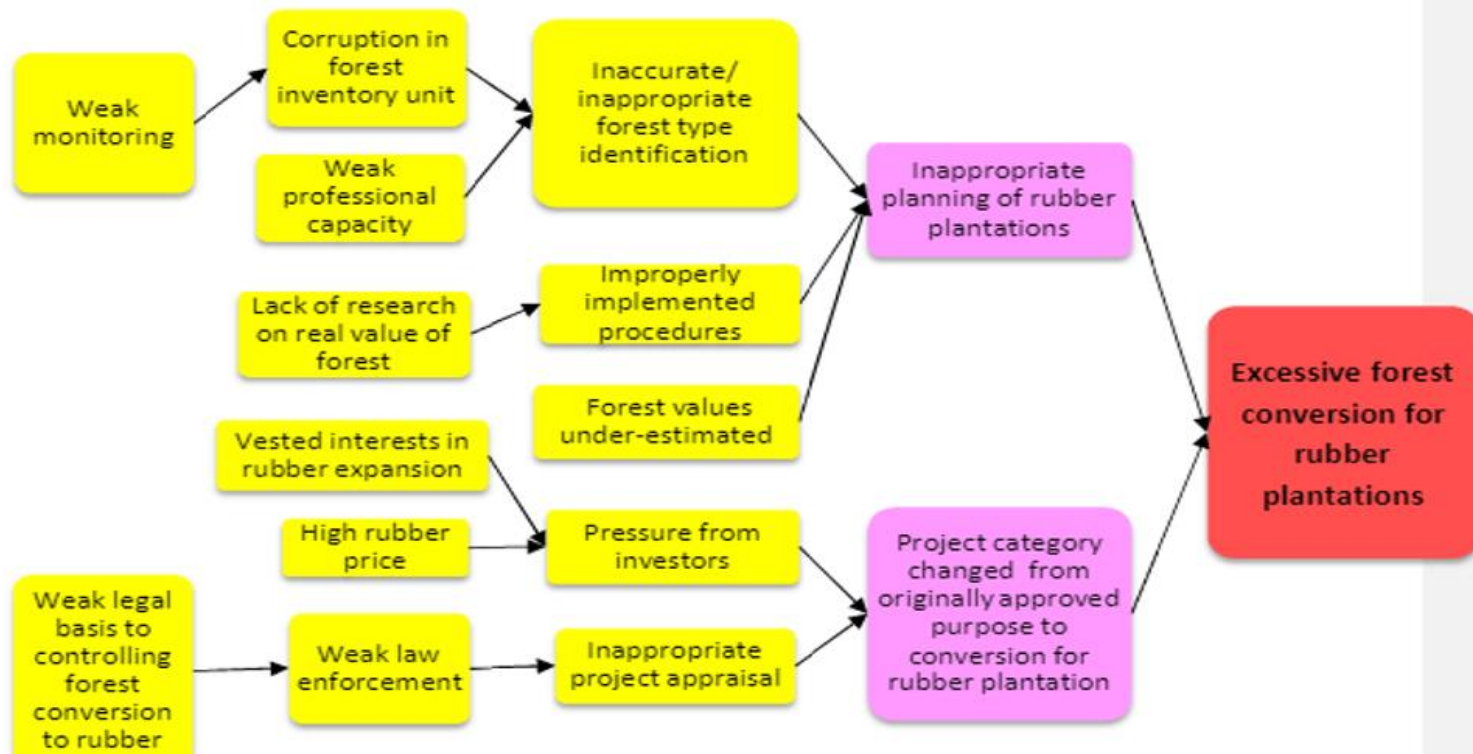 Weak
monitoring
Corruption in
forest
inventory unit
Weak
professional
capacity
Inaccurate/
inappropriate
forest type
identification
Inappropriate
planning of rubber
plantations
Lack of research
on real value of
forest
Improperly
implemented
procedures
Forest values
under-estimated
Excessive forest
conversion for
rubber
plantations
Vested interests in
rubber expansion
High rubber
price
Pressure from
investors
Project category
changed from
originally approved
purpose to
conversion for
rubber plantation
Weak legal
basis to
controlling
forest
conversion
to rubber
Weak law
enforcement
Inappropriate
project appraisal